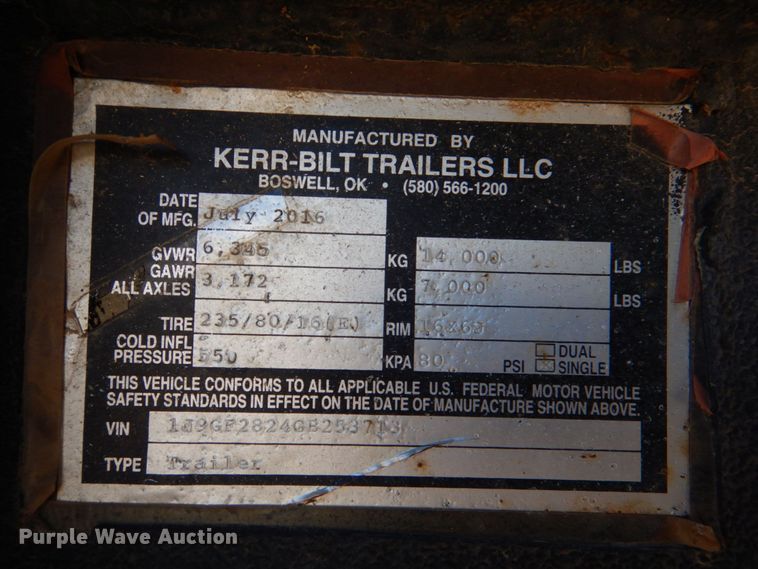 MANUFACTURED BY
KERR-BILT TRAILERS LLC
BOSWELL, OK • (580) 566-1200
DATE OF MFG. July 2016
GVWR 6,345 KG 14,000 LBS
GAWR ALL AXLES 3,172 KG 7,000 LBS
TIRE 235/80/16(E) RIM
COLD INFL PRESSURE 550 KPA 80 PSI DUAL SINGLE
THIS VEHICLE CONFORMS TO ALL APPLICABLE U.S. FEDERAL MOTOR VEHICLE
SAFETY STANDARDS IN EFFECT ON THE DATE OF MANUFACTURE SHOWN ABOVE.
VIN
TYPE Trailer
Purple Wave Auction